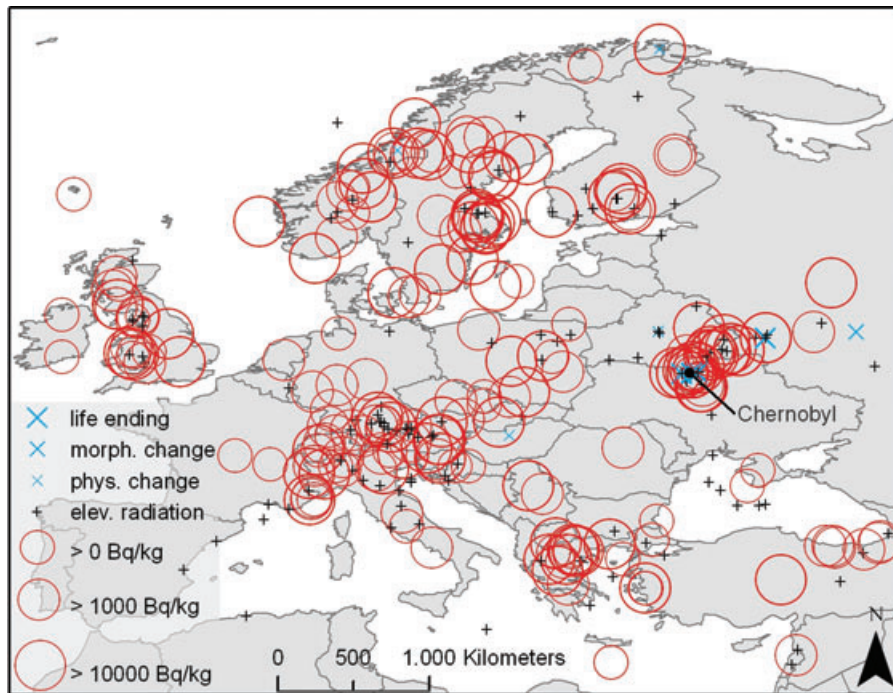 Chernobyl
life ending
morph. change
phys. change
elev. radiation
> 0 Bq/kg
> 1000 Bq/kg
> 10000 Bq/kg
0 500 1.000 Kilometers
N